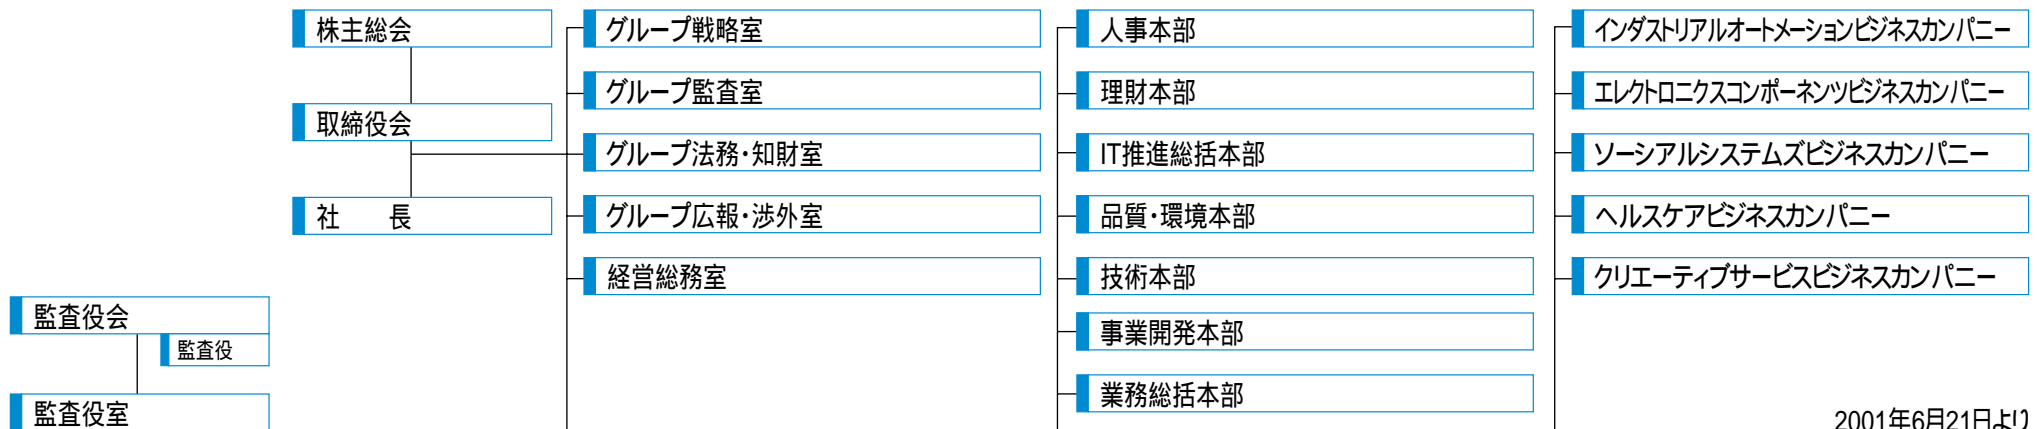 株主総会
取締役会
社　　長
監査役会
監査役
監査役室
グループ戦略室
グループ監査室
グループ法務・知財室
グループ広報・渉外室
経営総務室
人事本部
理財本部
IT推進総括本部
品質・環境本部
技術本部
事業開発本部
業務総括本部
インダストリアルオートメーションビジネスカンパニー
エレクトロニクスコンポーネンツビジネスカンパニー
ソーシアルシステムズビジネスカンパニー
ヘルスケアビジネスカンパニー
クリエーティブサービスビジネスカンパニー
2001年6月21日より